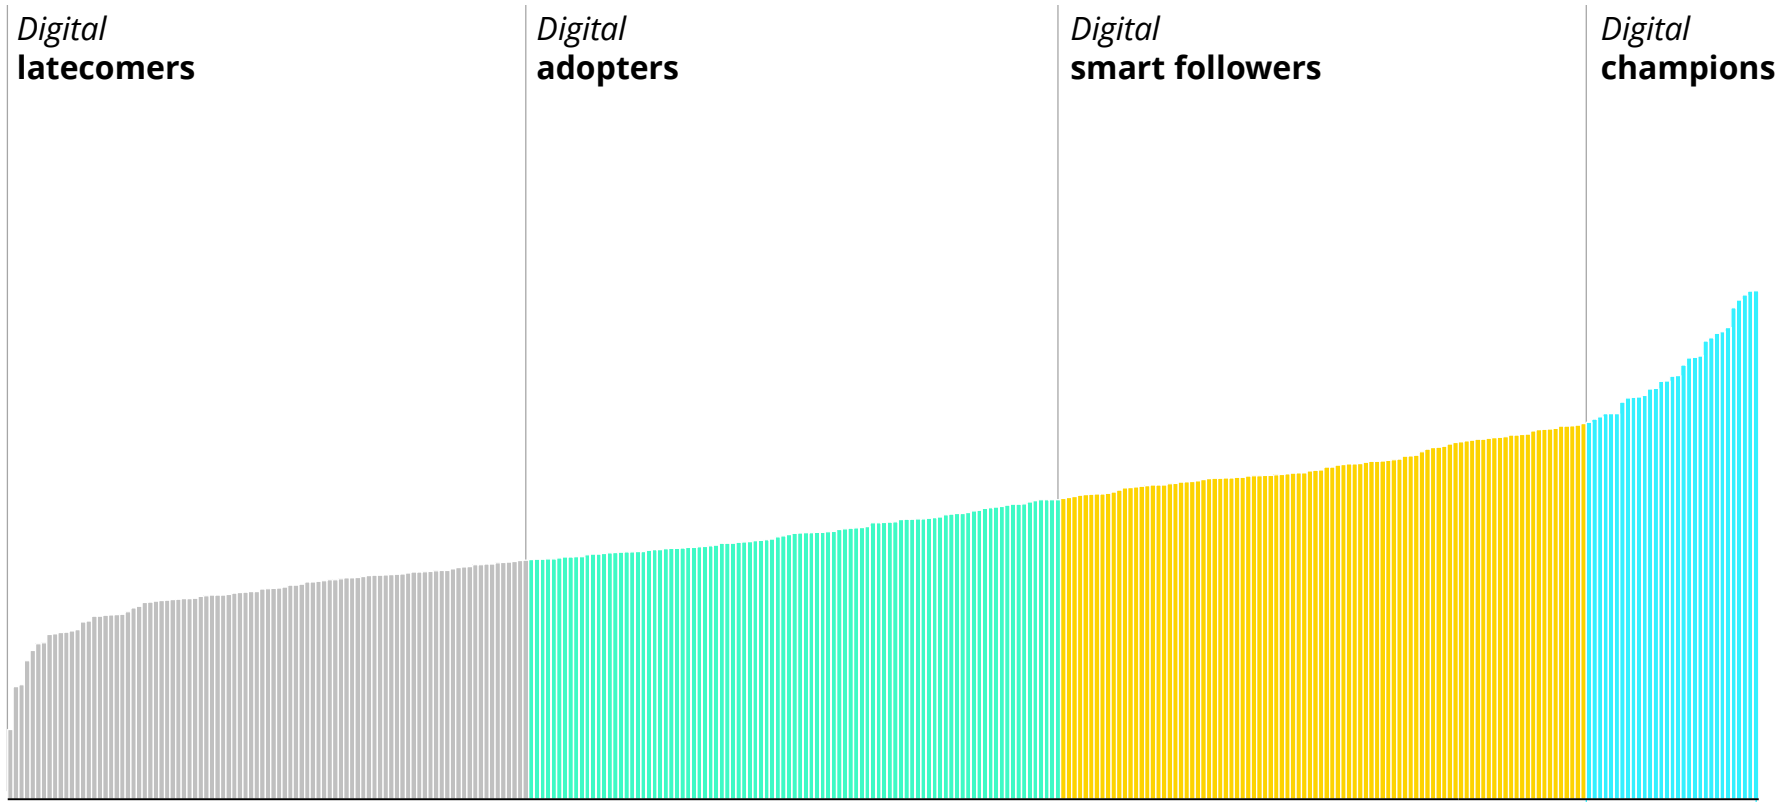 Digital
latecomers
Digital
adopters
Digital
smart followers
Digital
champions